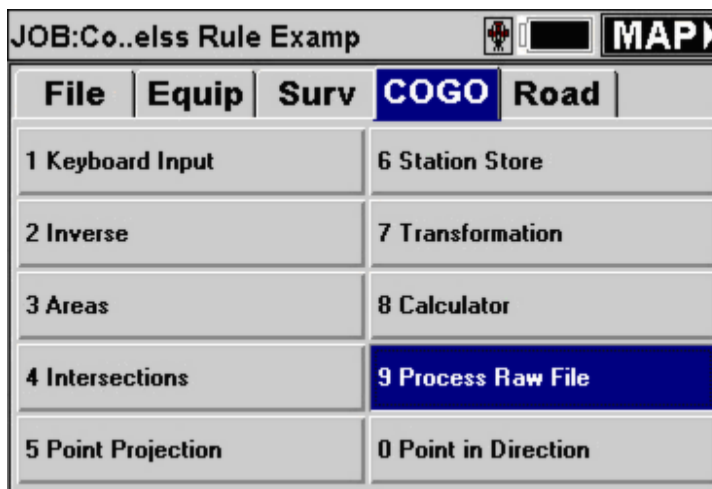 JOB:Co..elss Rule Examp MAP
File Equip Surv COGO Road
1 Keyboard Input
2 Inverse
3 Areas
4 Intersections
5 Point Projection
6 Station Store
7 Transformation
8 Calculator
9 Process Raw File
0 Point in Direction